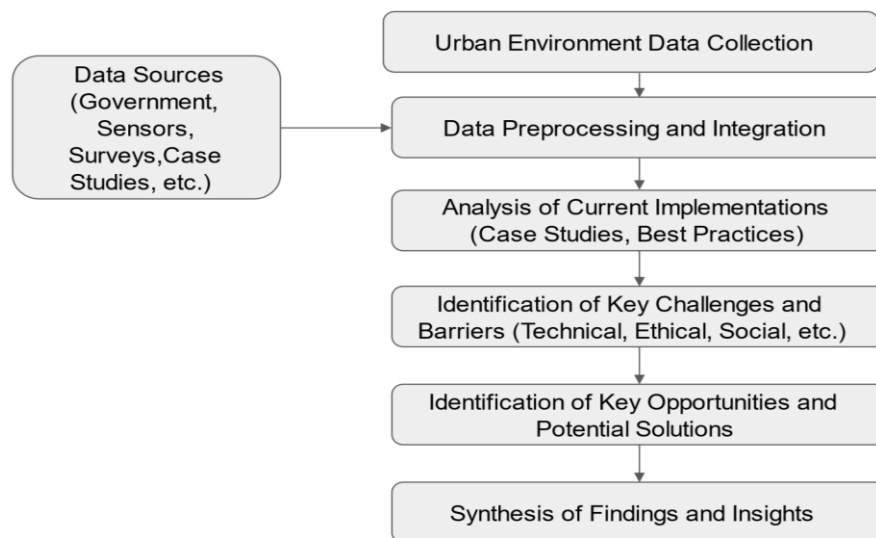 Urban Environment Data Collection
Data Sources
(Government,
Sensors,
Surveys,Case
Studies, etc.)
Data Preprocessing and Integration
Analysis of Current Implementations
(Case Studies, Best Practices)
Identification of Key Challenges and
Barriers (Technical, Ethical, Social, etc.)
Identification of Key Opportunities and
Potential Solutions
Synthesis of Findings and Insights